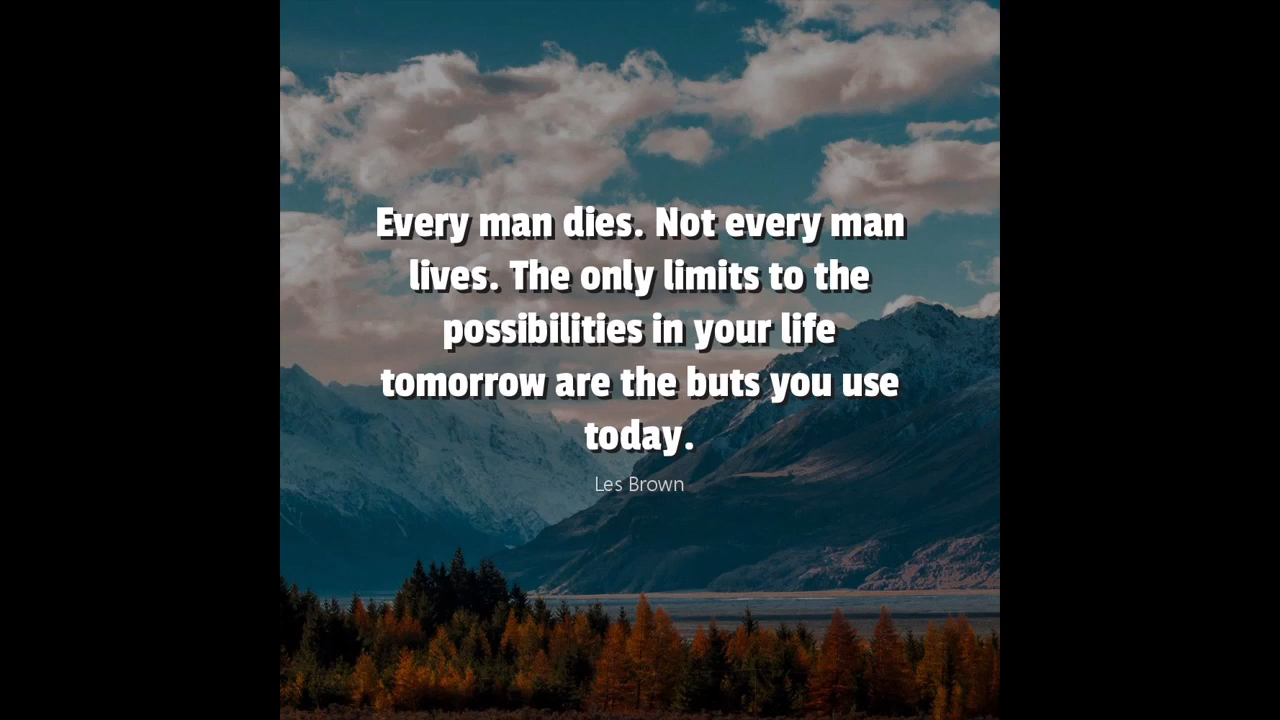 Every man dies. Not every man
lives. The only limits to the
possibilities in your life
tomorrow are the buts you use
today.
Les Brown